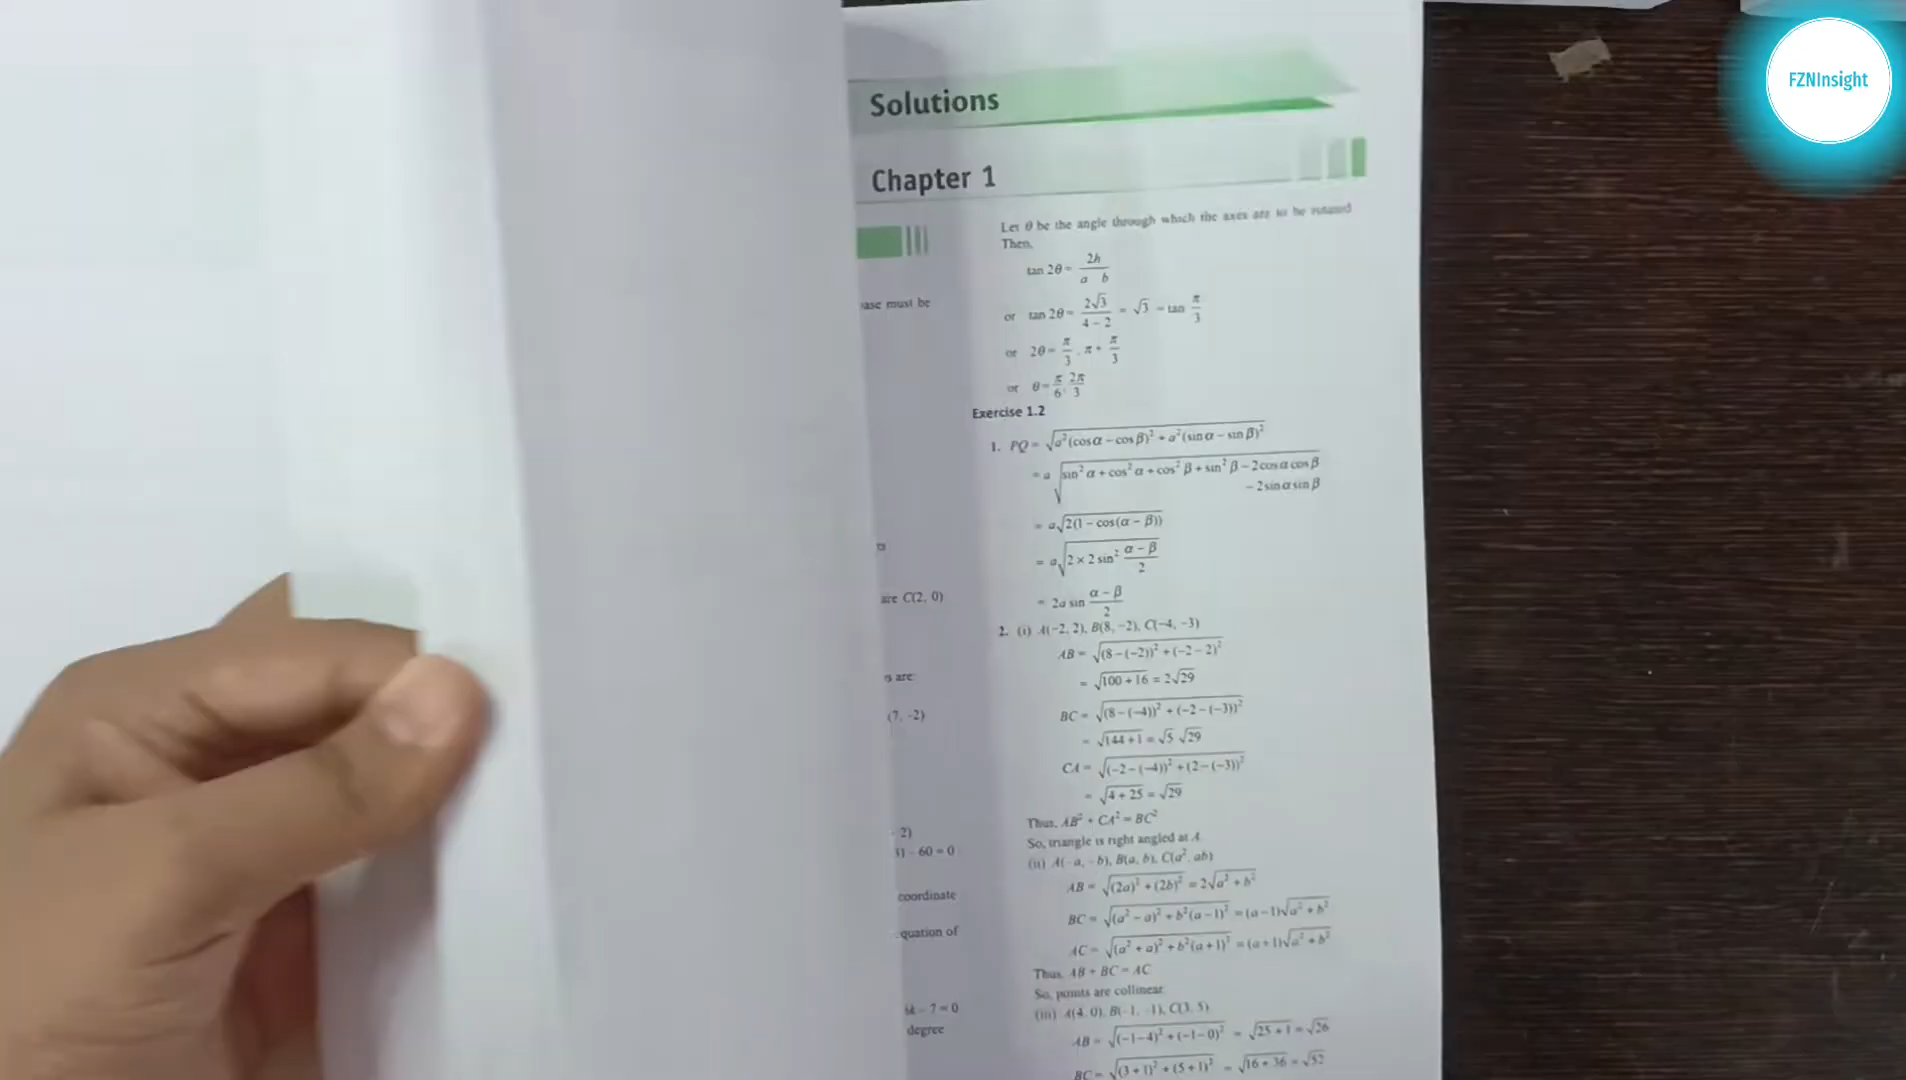 FZNInsight
Solutions
Chapter 1
ase must be
are C(2, 0)
rs are:
(7, -2)
2)
51 - 60 = 0
coordinate
quation of
- 7 = 0
degree
Let θ be the angle through which the axes are to be rotated
Then,
tan 2θ = 2h / a b
or tan 2θ = 2√3 / 4 - 2 = √3 = tan π/3
or 2θ = π/3, π + π/3
or θ = π/6, 2π/3
Exercise 1.2
1. PQ = √(a²(cos α - cos β)² + a²(sin α - sin β)²)
= a √(sin² α + cos² α + cos² β + sin² β - 2cos α cos β
- 2 sin α sin β)
= a√(2(1 - cos(α - β)))
= a√(2 × 2 sin² (α - β)/2)
= 2a sin (α - β)/2
2. (i) A(-2, 2), B(8, -2), C(-4, -3)
AB = √((8 - (-2))² + (-2 - 2)²)
= √(100 + 16) = 2√29
BC = √((8 - (-4))² + (-2 - (-3))²)
= √(144 + 1) = √5 √29
CA = √((-2 - (-4))² + (2 - (-3))²)
= √(4 + 25) = √29
Thus, AB² + CA² = BC²
So, triangle is right angled at A
(ii) A(-a, -b), B(a, b), C(a², ab)
AB = √((2a)² + (2b)²) = 2√(a² + b²)
BC = √((a² - a)² + b²(a - 1)²) = (a - 1)√(a² + b²)
AC = √((a² + a)² + b²(a + 1)²) = (a + 1)√(a² + b²)
Thus, AB + BC = AC
So, points are collinear
(iii) A(4, 0), B(-1, -1), C(3, 5)
AB = √((-1-4)² + (-1-0)²) = √(25 + 1) = √26
BC = √((3 + 1)² + (5 + 1)²) = √(16 + 36) = √52